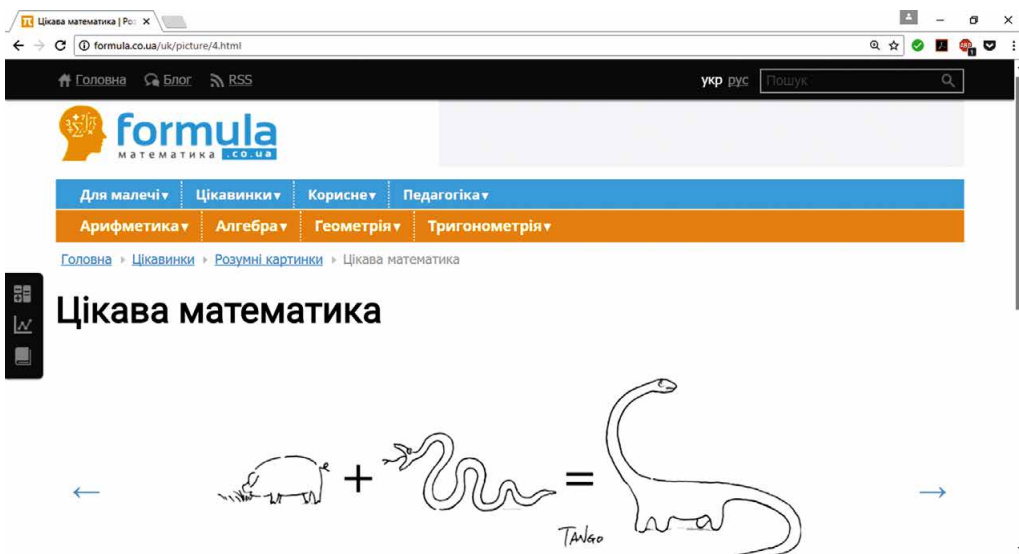 Цікава математика | Ро
formula.co.ua/uk/picture/4.html
Головна Блог RSS укр рус Пошук
formula
математика .co.ua
Для малечі Цікавинки Корисне Педагогіка
Арифметика Алгебра Геометрія Тригонометрія
Головна Цікавинки Розумні картинки Цікава математика
Цікава математика
+ =
TANGO